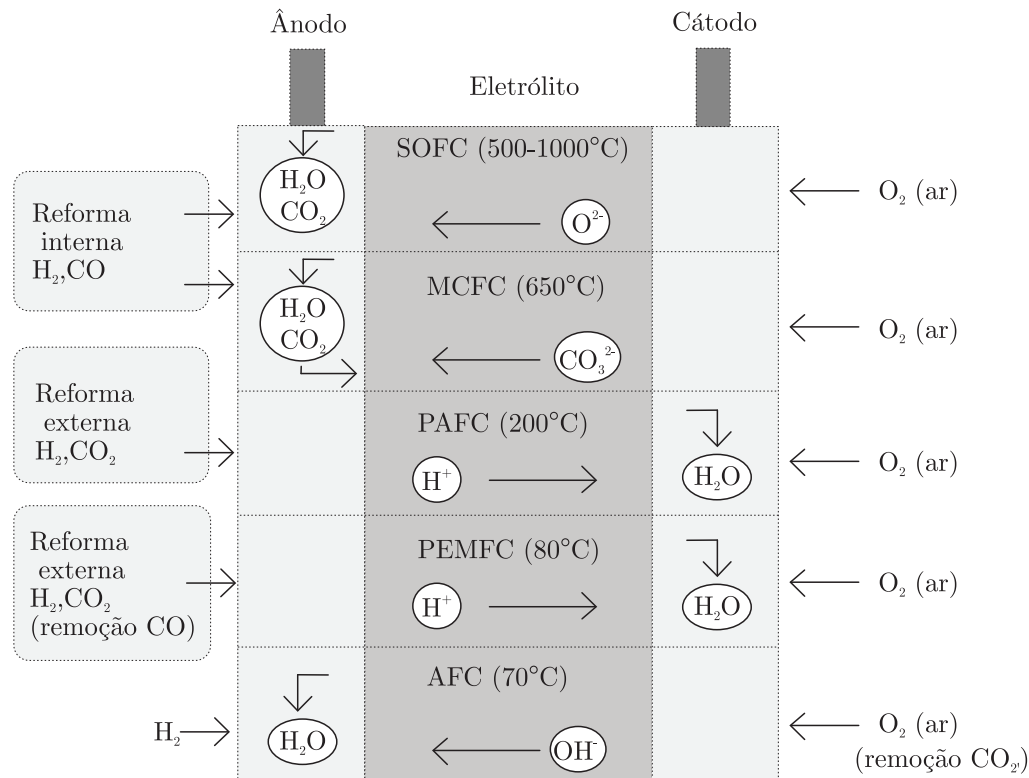 Ânodo
Cátodo
Eletrólito
SOFC (500-1000°C)
H₂O
CO₂
O²⁻
O₂ (ar)
Reforma
interna
H₂,CO
MCFC (650°C)
H₂O
CO₂
CO₃²⁻
O₂ (ar)
Reforma
externa
H₂,CO₂
PAFC (200°C)
H⁺
H₂O
O₂ (ar)
Reforma
externa
H₂,CO₂
(remoção CO)
PEMFC (80°C)
H⁺
H₂O
O₂ (ar)
AFC (70°C)
H₂
H₂O
OH⁻
O₂ (ar)
(remoção CO₂,)